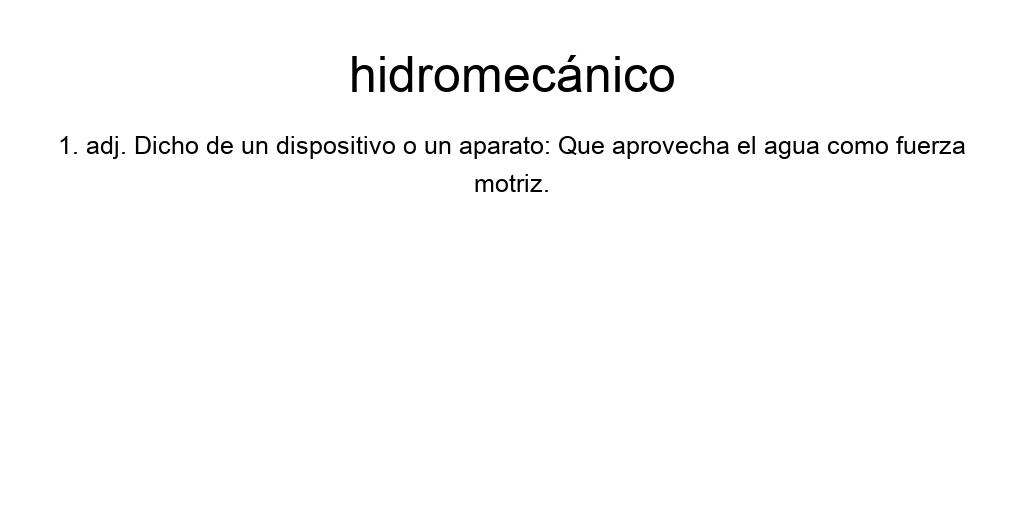 hidromecánico
1. adj. Dicho de un dispositivo o un aparato: Que aprovecha el agua como fuerza
motriz.